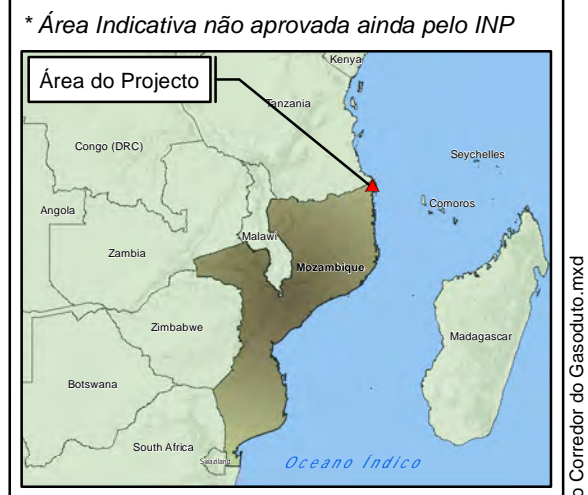 * Área Indicativa não aprovada ainda pelo INP
Área do Projecto
Kenya
Tanzania
Congo (DRC)
Seychelles
Angola
Comoros
Malawi
Zambia
Mozambique
Zimbabwe
Madagascar
Botswana
South Africa
Swaziland
Oceano Índico
o Corredor do Gasoduto.mxd